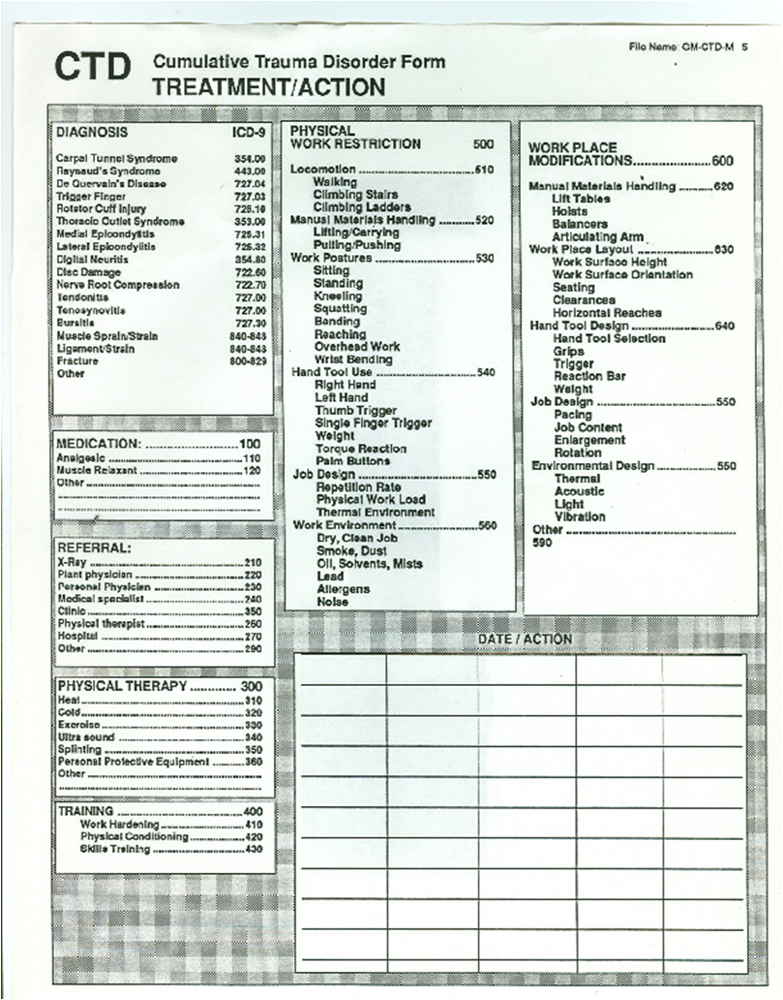 File Name CM-CTD-M 5
CTD Cumulative Trauma Disorder Form
TREATMENT/ACTION
DIAGNOSIS ICD-9
Carpal Tunnel Syndrome 354.00
Raynaud's Syndrome 443.00
De Quervain's Disease 727.04
Trigger Finger 727.03
Rotator Cuff Injury 726.10
Thoracic Outlet Syndrome 353.00
Medial Epicondylitis 726.31
Lateral Epicondylitis 726.32
Digital Neuritis 354.80
Disc Damage 722.60
Nerve Root Compression 722.70
Tendonitis 727.00
Tenosynovitis 727.00
Bursitis 727.30
Muscle Sprain/Strain 840-848
Ligament/Strain 840-848
Fracture 800-829
Other
MEDICATION: ............................100
Analgesic ............................110
Muscle Relaxant ............................120
Other ............................
REFERRAL:
X-Ray ............................210
Plant physician ............................220
Personal Physician ............................230
Medical specialist ............................240
Clinic ............................350
Physical therapist ............................260
Hospital ............................270
Other ............................290
PHYSICAL THERAPY ............ 300
Heat ............................310
Cold ............................320
Exercise ............................330
Ultra sound ............................340
Splinting ............................350
Personal Protective Equipment ........360
Other ............................
TRAINING ............................400
Work Hardening ............................410
Physical Conditioning ............................420
Skills Training ............................430
PHYSICAL
WORK RESTRICTION 500
Locomotion ............................510
Walking
Climbing Stairs
Climbing Ladders
Manual Materials Handling ..........520
Lifting/Carrying
Pulling/Pushing
Work Postures ............................530
Sitting
Standing
Kneeling
Squatting
Bending
Reaching
Overhead Work
Wrist Bending
Hand Tool Use ............................540
Right Hand
Left Hand
Thumb Trigger
Single Finger Trigger
Weight
Torque Reaction
Palm Buttons
Job Design ............................550
Repetition Rate
Physical Work Load
Thermal Environment
Work Environment ............................560
Dry, Clean Job
Smoke, Dust
Oil, Solvents, Mists
Lead
Allergens
Noise
WORK PLACE
MODIFICATIONS............................600
Manual Materials Handling ..........620
Lift Tables
Hoists
Balancers
Articulating Arm
Work Place Layout ............................630
Work Surface Height
Work Surface Orientation
Seating
Clearances
Horizontal Reaches
Hand Tool Design ............................640
Hand Tool Selection
Grips
Trigger
Reaction Bar
Weight
Job Design ............................550
Pacing
Job Content
Enlargement
Rotation
Environmental Design ....................550
Thermal
Acoustic
Light
Vibration
Other ............................
590
DATE / ACTION